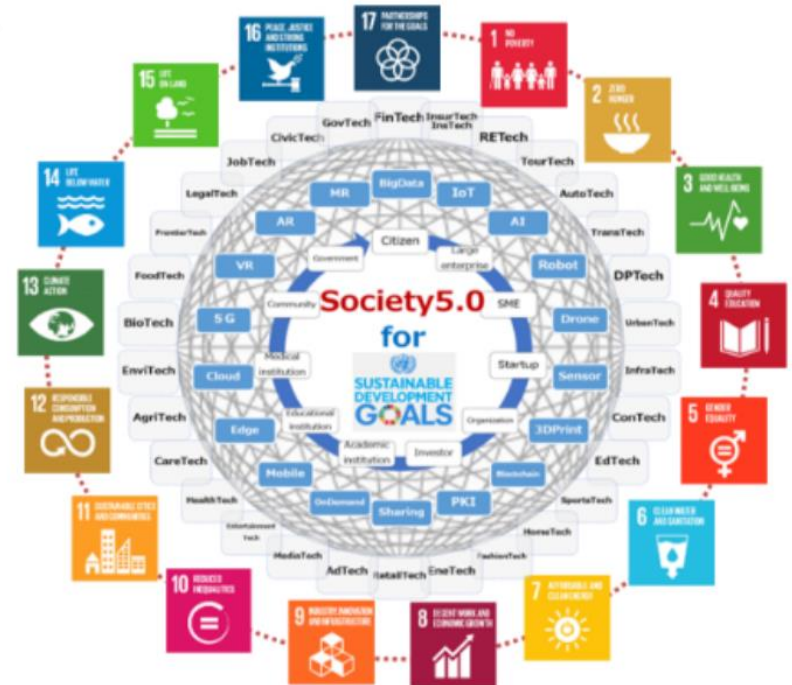 17 PARTNERSHIPS
FOR THE GOALS
1 NO
POVERTY
2 ZERO
HUNGER
3 GOOD HEALTH
AND WELL-BEING
4 QUALITY
EDUCATION
5 GENDER
EQUALITY
6 CLEAN WATER
AND SANITATION
7 AFFORDABLE AND
CLEAN ENERGY
8 DECENT WORK AND
ECONOMIC GROWTH
9 INDUSTRY, INNOVATION
AND INFRASTRUCTURE
10 REDUCED
INEQUALITIES
11 SUSTAINABLE CITIES
AND COMMUNITIES
12 RESPONSIBLE
CONSUMPTION
AND PRODUCTION
13 CLIMATE
ACTION
14 LIFE
BELOW WATER
15 LIFE
ON LAND
16 PEACE, JUSTICE
AND STRONG
INSTITUTIONS
FinTech
InsurTech
InsTech
RETech
TourTech
AutoTech
TransTech
DPTech
UrbanTech
InfraTech
ConTech
EdTech
SportsTech
HomeTech
FashionTech
EneTech
RetailTech
AdTech
MediaTech
Entertainment
Tech
HealthTech
CareTech
AgriTech
EnviTech
BioTech
FoodTech
FrontierTech
LegalTech
JobTech
CivicTech
GovTech
BigData
IoT
AI
Robot
Drone
Sensor
3DPrint
Blockchain
PKI
Sharing
OnDemand
Mobile
Edge
Cloud
5G
VR
AR
MR
Citizen
Large
enterprise
SME
Startup
Organization
Investor
Academic
institution
Educational
institution
Medical
institution
Community
Government
Society5.0
for
SUSTAINABLE
DEVELOPMENT
GOALS